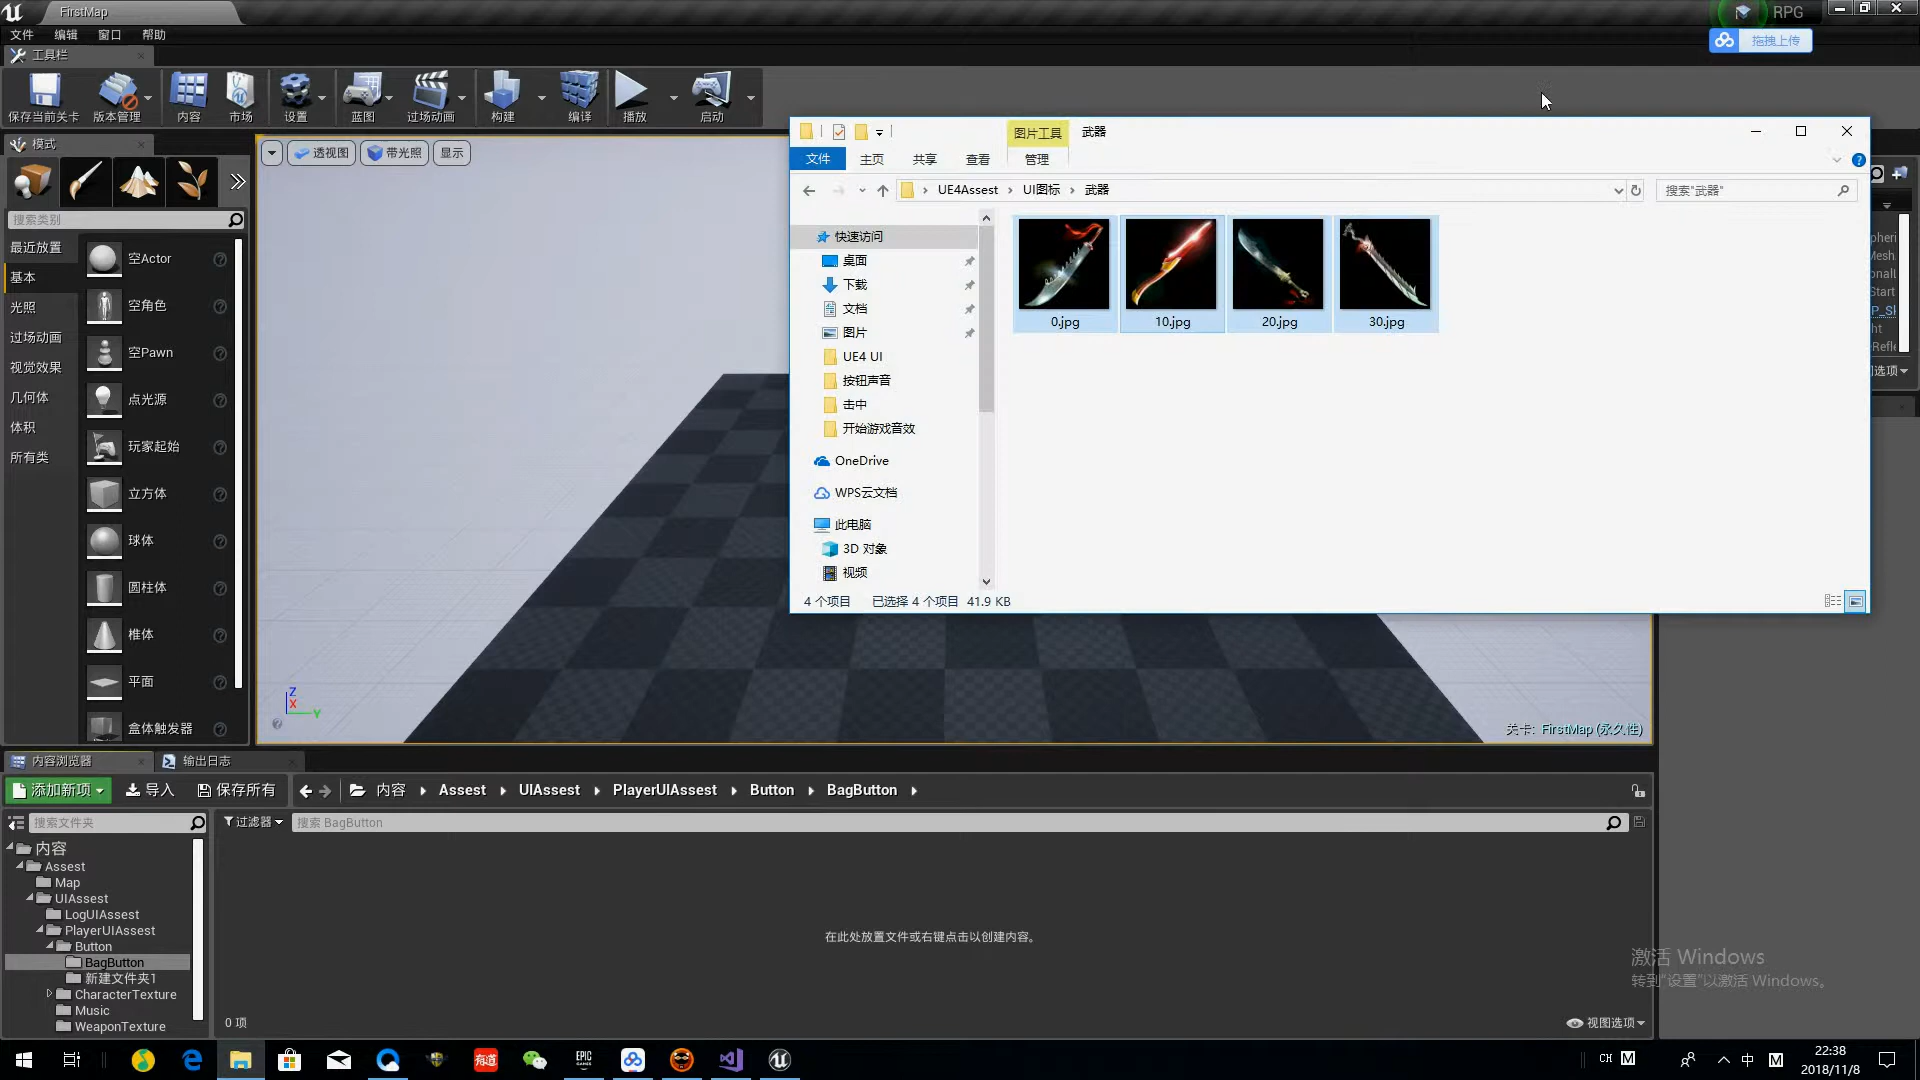 FirstMap
RPG
文件 编辑 窗口 帮助
拖拽上传
工具栏
保存当前关卡 版本管理 内容 市场 设置 蓝图 过场动画 构建 编译 播放 启动
模式
透视图 带光照 显示
搜索类别
最近放置
基本
光照
过场动画
视觉效果
几何体
体积
所有类
空Actor
空角色
空Pawn
点光源
玩家起始
立方体
球体
圆柱体
椎体
平面
盒体触发器
Z
X
Y
关卡: FirstMap (永久性)
图片工具 武器
文件 主页 共享 查看 管理
UE4Assest › UI图标 › 武器
搜索"武器"
快速访问
桌面
下载
文档
图片
UE4 UI
按钮声音
击中
开始游戏音效
OneDrive
WPS云文档
此电脑
3D 对象
视频
0.jpg 10.jpg 20.jpg 30.jpg
4 个项目 已选择 4 个项目 41.9 KB
内容浏览器 输出日志
添加新项 导入 保存所有 内容 Assest UIAssest PlayerUIAssest Button BagButton
搜索文件夹 过滤器 搜索 BagButton
内容
Assest
Map
UIAssest
LogUIAssest
PlayerUIAssest
Button
BagButton
新建文件夹1
CharacterTexture
Music
WeaponTexture
在此处放置文件或右键点击以创建内容。
0 项
视图选项
激活 Windows
转到"设置"以激活 Windows。
有道
EPIC
GAMES
CH M
中 M
22:38
2018/11/8